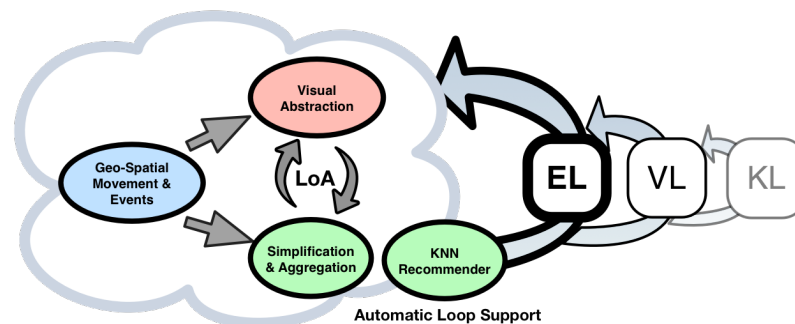 Visual
Abstraction
Geo-Spatial
Movement &
Events
LoA
Simplification
& Aggregation
KNN
Recommender
EL
VL
KL
Automatic Loop Support